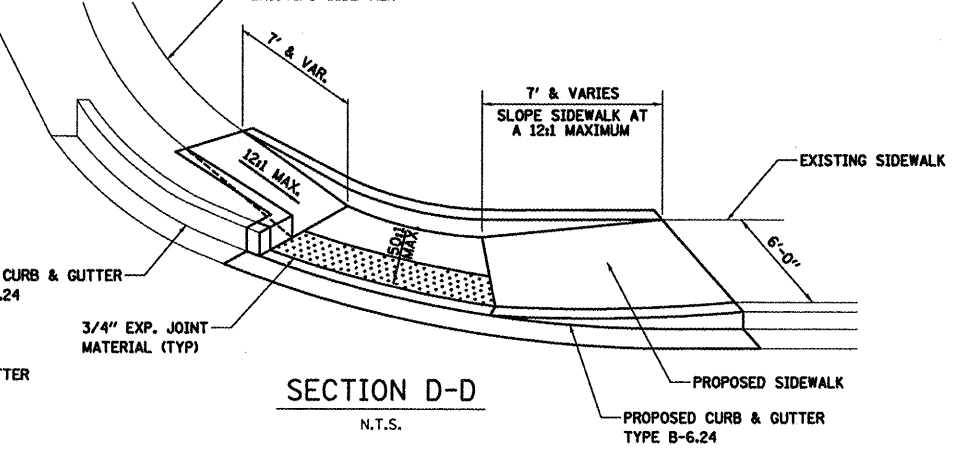 7' & VAR.
7' & VARIES
SLOPE SIDEWALK AT
A 12:1 MAXIMUM
EXISTING SIDEWALK
12:1 MAX.
50:1
MAX
6'-0"
CURB & GUTTER
.24
3/4" EXP. JOINT
MATERIAL (TYP)
TTER
SECTION D-D
N.T.S.
PROPOSED SIDEWALK
PROPOSED CURB & GUTTER
TYPE B-6.24